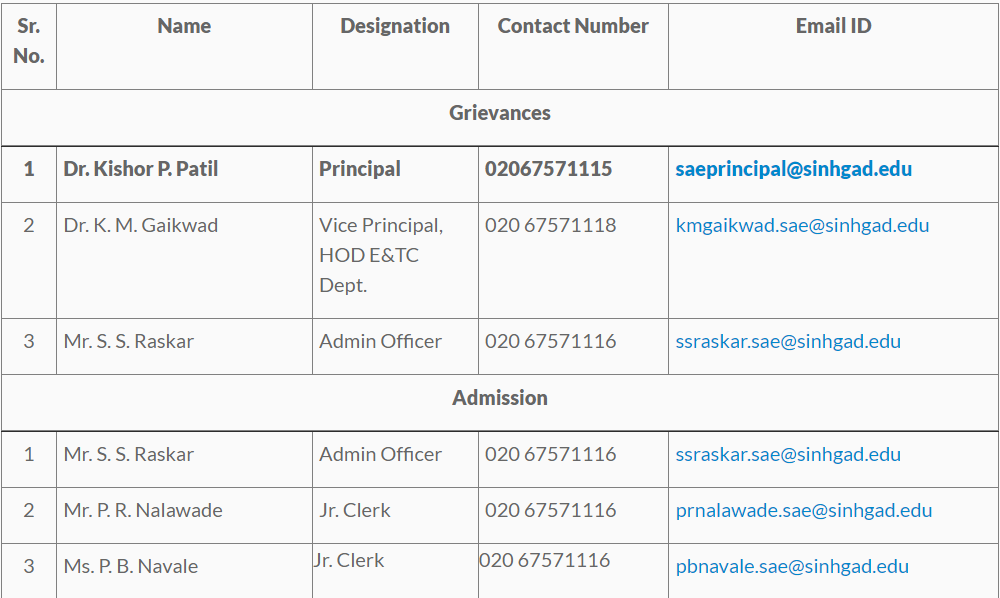 Sr. No. Name Designation Contact Number Email ID
Grievances
1 Dr. Kishor P. Patil Principal 02067571115 saeprincipal@sinhgad.edu
2 Dr. K. M. Gaikwad Vice Principal, HOD E&TC Dept. 020 67571118 kmgaikwad.sae@sinhgad.edu
3 Mr. S. S. Raskar Admin Officer 020 67571116 ssraskar.sae@sinhgad.edu
Admission
1 Mr. S. S. Raskar Admin Officer 020 67571116 ssraskar.sae@sinhgad.edu
2 Mr. P. R. Nalawade Jr. Clerk 020 67571116 prnalawade.sae@sinhgad.edu
3 Ms. P. B. Navale Jr. Clerk 020 67571116 pbnavale.sae@sinhgad.edu